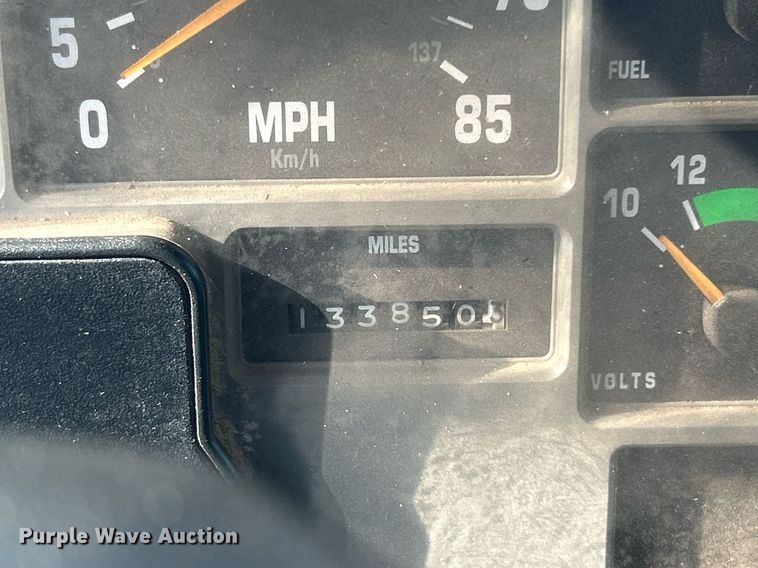 5
0
MPH
Km/h
137
85
FUEL
MILES
133850
10
12
VOLTS
Purple Wave Auction